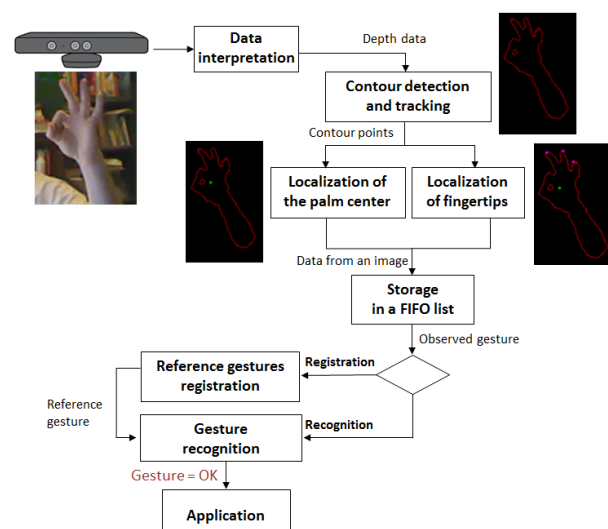 Data
interpretation
Depth data
Contour detection
and tracking
Contour points
Localization of
the palm center
Localization
of fingertips
Data from an image
Storage
in a FIFO list
Observed gesture
Registration
Reference gestures
registration
Reference
gesture
Recognition
Gesture
recognition
Gesture = OK
Application